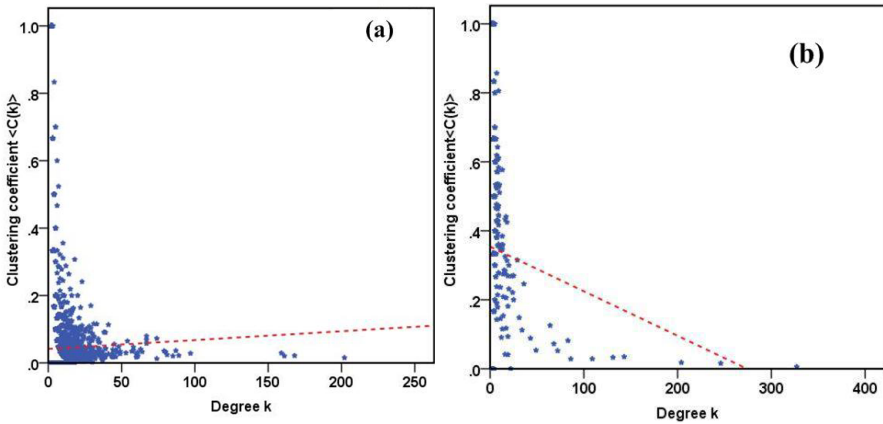 (a)
Clustering coefficient <C(k)>
1.0
.8
.6
.4
.2
.0
0 50 100 150 200 250
Degree k
(b)
Clustering coefficient<C(k)>
1.0
.8
.6
.4
.2
.0
0 100 200 300 400
Degree k